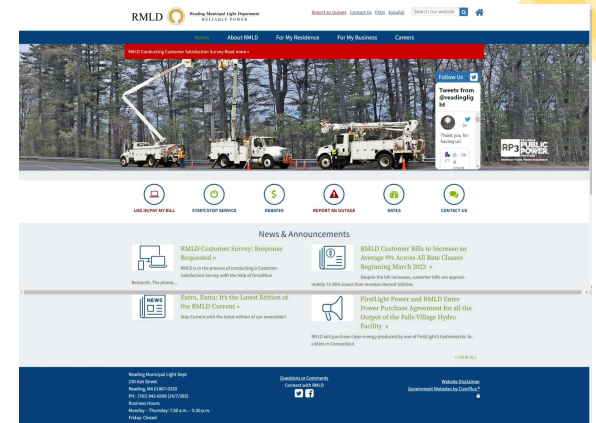 RMLD
Reading Municipal Light Department
RELIABLE POWER
Report an Outage Contact Us FAQs Español
Search our website
Home About RMLD For My Residence For My Business Careers
RMLD Conducting Customer Satisfaction Survey Read more »
Follow Us
Tweets from
@readinglig
ht
Thank you for
having us!
RP3 RELIABLE
PUBLIC
POWER
LOG IN/PAY MY BILL START/STOP SERVICE REBATES REPORT AN OUTAGE RATES CONTACT US
News & Announcements
RMLD Customer Survey: Response
Requested »
RMLD is in the process of conducting a Customer
Satisfaction Survey with the help of GreatBlue
Research. The phone...
RMLD Customer Bills to Increase an
Average 9% Across All Rate Classes
Beginning March 2023 »
Despite the bill increases, customer bills are approxi-
mately 75-80% lower than Investor-Owned Utilities
NEWS
Extra, Extra: It's the Latest Edition of
the RMLD Current »
Stay Current with the latest edition of our newsletter!
FirstLight Power and RMLD Enter
Power Purchase Agreement for all the
Output of the Falls Village Hydro
Facility »
RMLD will purchase clean energy produced by one of FirstLight's hydroelectric fa-
cilities in Connecticut
» VIEW ALL
Reading Municipal Light Dept
230 Ash Street
Reading, MA 01867-0250
PH: (781) 942-6598 (24/7/365)
Business Hours:
Monday - Thursday: 7:30 a.m. - 5:30 p.m.
Friday: Closed
Questions or Comments
Connect with RMLD
Website Disclaimer
Government Websites by CivicPlus®